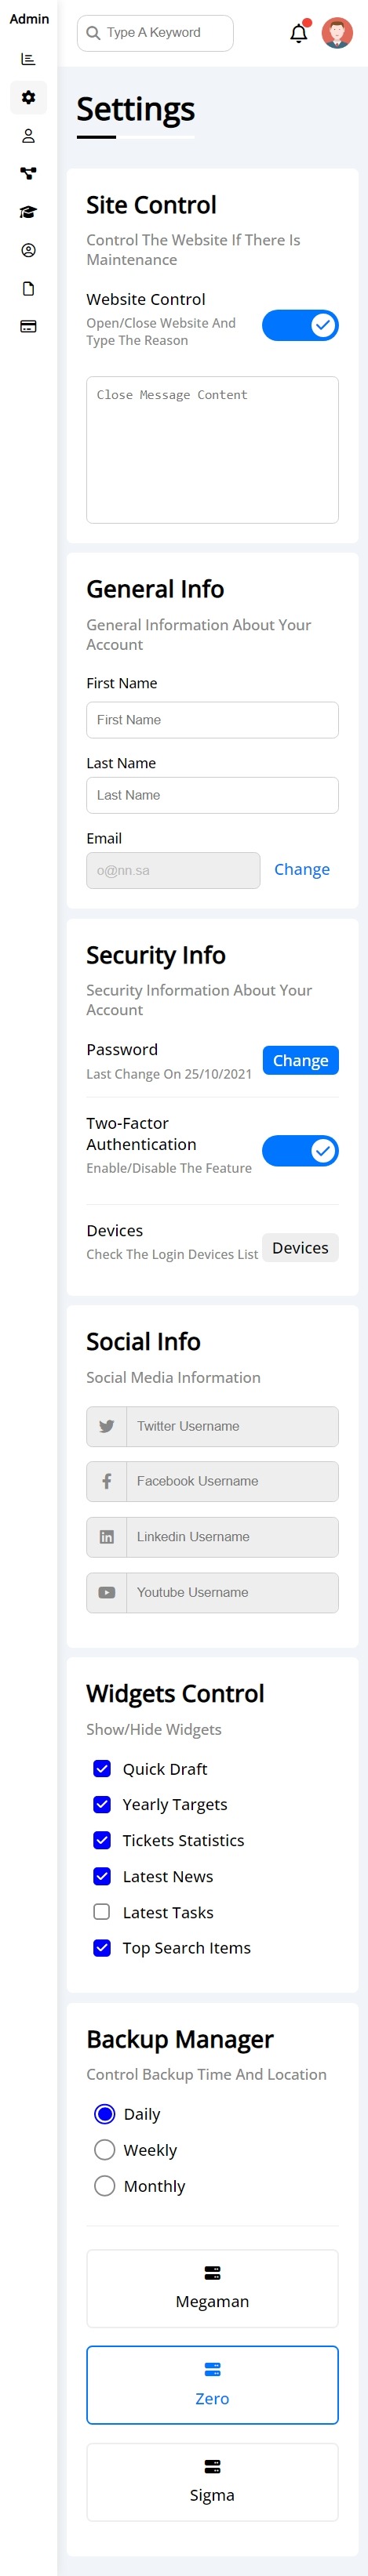 Admin
Type A Keyword
Settings
Site Control
Control The Website If There Is
Maintenance
Website Control
Open/Close Website And
Type The Reason
Close Message Content
General Info
General Information About Your
Account
First Name
First Name
Last Name
Last Name
Email
o@nn.sa
Change
Security Info
Security Information About Your
Account
Password
Last Change On 25/10/2021
Change
Two-Factor
Authentication
Enable/Disable The Feature
Devices
Check The Login Devices List
Devices
Social Info
Social Media Information
Twitter Username
Facebook Username
Linkedin Username
Youtube Username
Widgets Control
Show/Hide Widgets
Quick Draft
Yearly Targets
Tickets Statistics
Latest News
Latest Tasks
Top Search Items
Backup Manager
Control Backup Time And Location
Daily
Weekly
Monthly
Megaman
Zero
Sigma